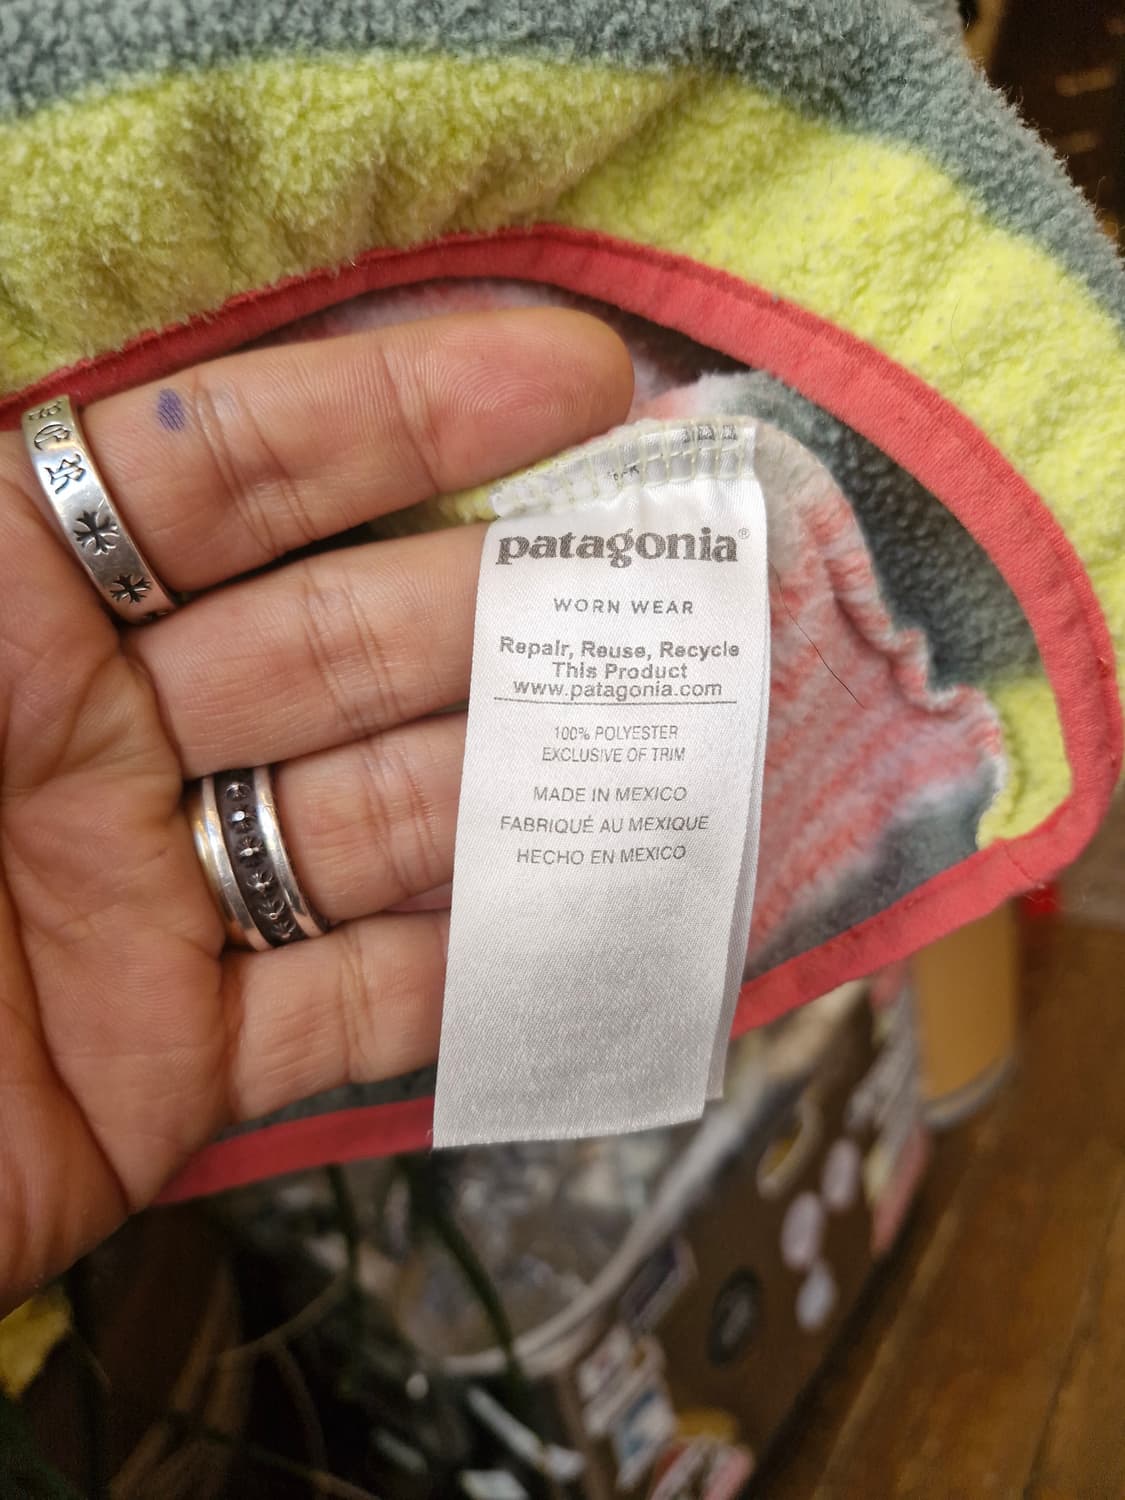 patagonia®
WORN WEAR
Repair, Reuse, Recycle
This Product
www.patagonia.com
100% POLYESTER
EXCLUSIVE OF TRIM
MADE IN MEXICO
FABRIQUÉ AU MEXIQUE
HECHO EN MEXICO